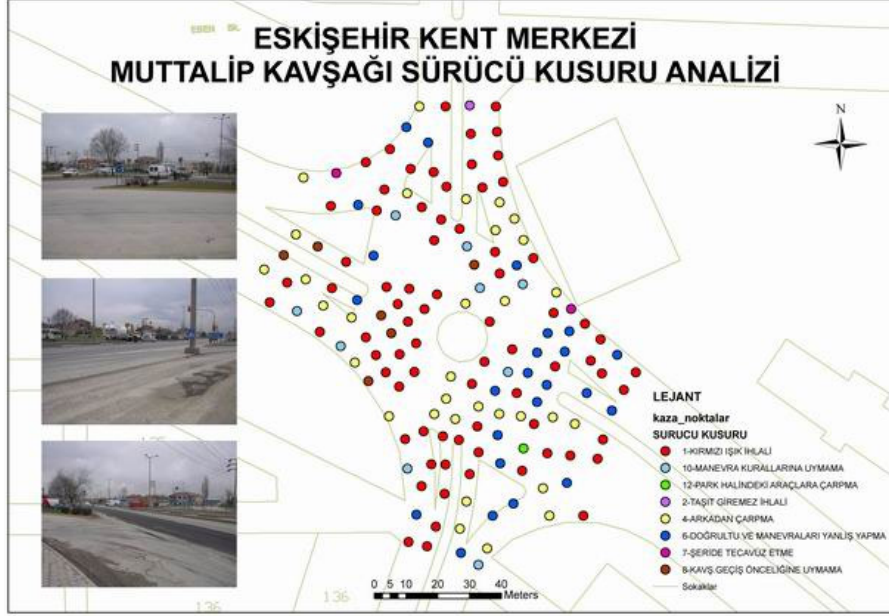 ESKİŞEHİR KENT MERKEZİ
MUTTALİP KAVŞAĞI SÜRÜCÜ KUSURU ANALİZİ
N
LEJANT
kaza_noktalar
SURUCU KUSURU
1-KIRMIZI IŞIK İHLALİ
10-MANEVRA KURALLARINA UYMAMA
12-PARK HALİNDEKİ ARAÇLARA ÇARPMA
2-TAŞIT GİREMEZ İHLALİ
4-ARKADAN ÇARPMA
6-DOĞRULTU VE MANEVRALARI YANLIŞ YAPMA
7-ŞERİDE TECAVÜZ ETME
8-KAVŞ.GEÇİŞ ÖNCELİĞİNE UYMAMA
Sokaklar
0 5 10 20 30 40
Meters
136 136